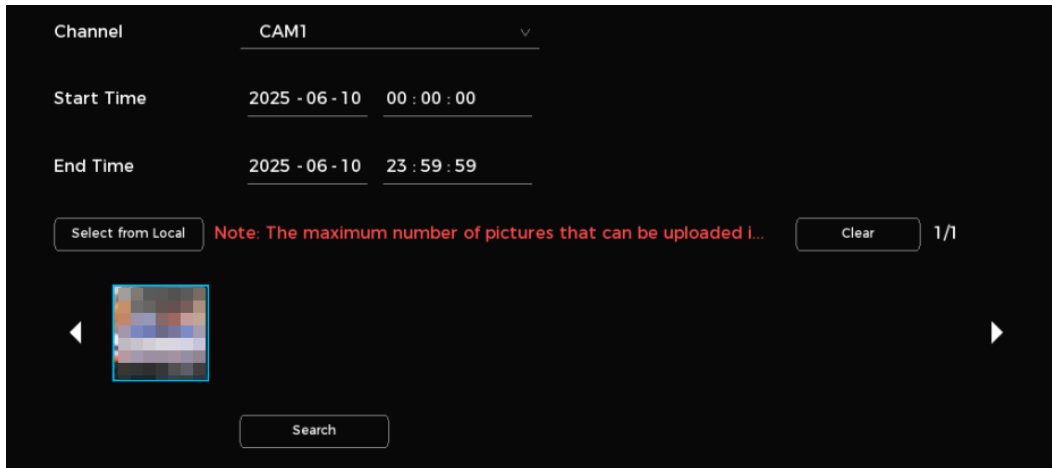 Channel CAM1
Start Time 2025 - 06 - 10 00 : 00 : 00
End Time 2025 - 06 - 10 23 : 59 : 59
Select from Local Note: The maximum number of pictures that can be uploaded i... Clear 1/1
Search